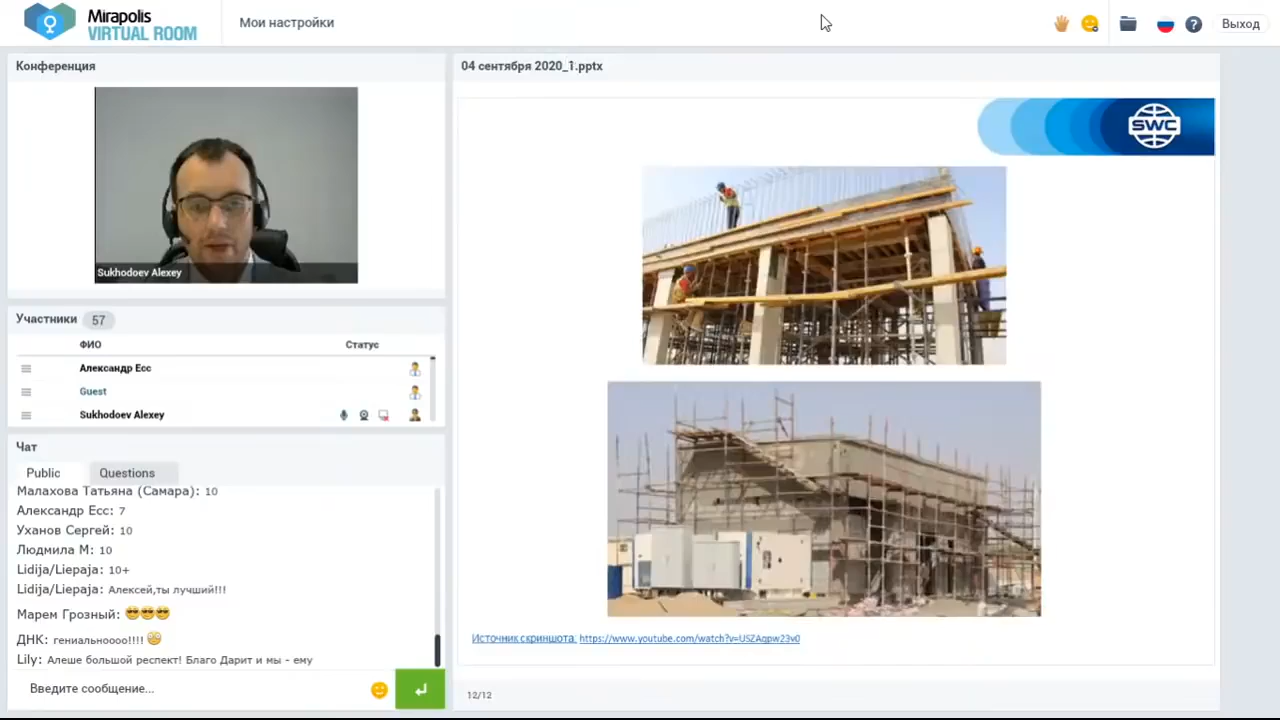 Mirapolis
VIRTUAL ROOM
Мои настройки
Выход
Конференция
Sukhodoev Alexey
Участники 57
ФИО Статус
Александр Есс
Guest
Sukhodoev Alexey
Чат
Public Questions
Малахова Татьяна (Самара): 10
Александр Есс: 7
Уханов Сергей: 10
Людмила М: 10
Lidija/Liepaja: 10+
Lidija/Liepaja: Алексей,ты лучший!!!
Марем Грозный: 😎😎😎
ДНК: гениальноооо!!!!
Lily: Алеше большой респект! Благо Дарит и мы - ему
Введите сообщение...
04 сентября 2020_1.pptx
SWC
Источник скриншота: https://www.youtube.com/watch?v=USZAqpw23v0
12/12